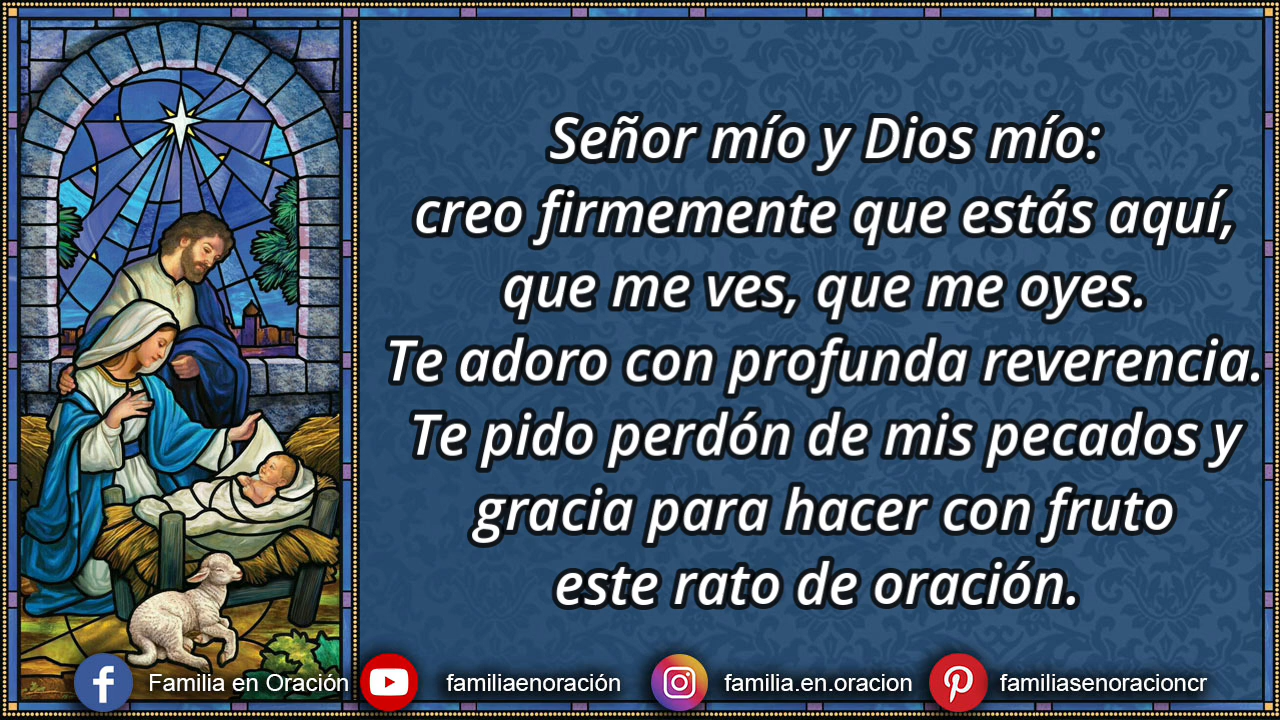 Señor mío y Dios mío:
creo firmemente que estás aquí,
que me ves, que me oyes.
Te adoro con profunda reverencia.
Te pido perdón de mis pecados y
gracia para hacer con fruto
este rato de oración.
Familia en Oración
familiaenoración
familia.en.oracion
familiasenoracioncr